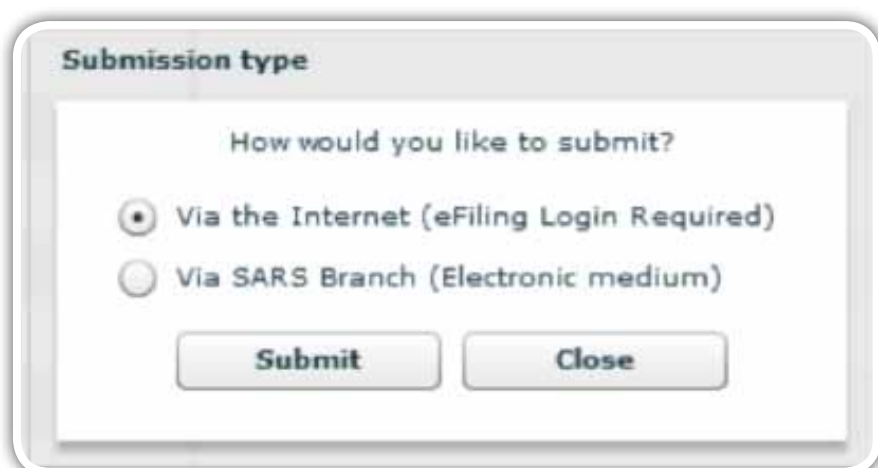 Submission type
How would you like to submit?
Via the Internet (eFiling Login Required)
Via SARS Branch (Electronic medium)
Submit Close